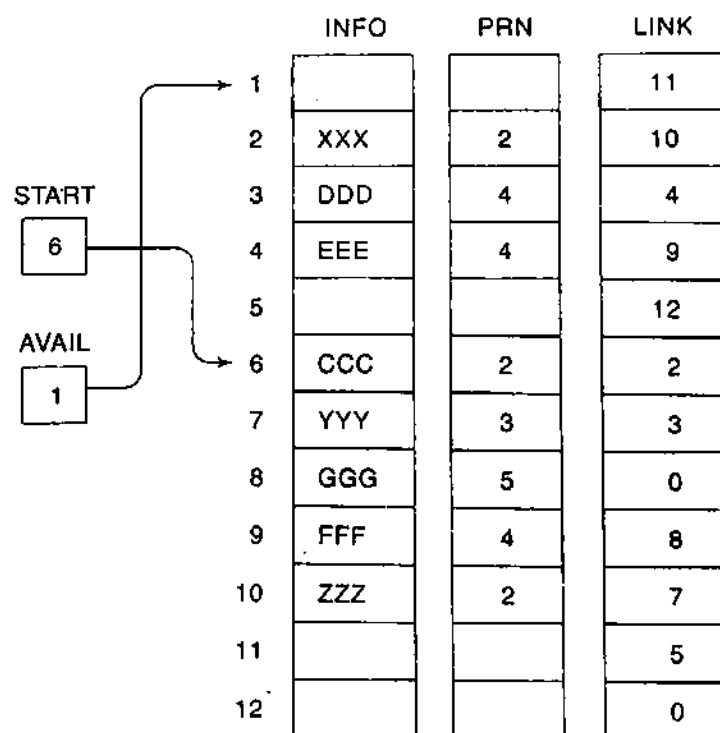 INFO PRN LINK
1 11
2 XXX 2 10
START 3 DDD 4 4
6 4 EEE 4 9
5 12
AVAIL 6 CCC 2 2
1 7 YYY 3 3
8 GGG 5 0
9 FFF 4 8
10 ZZZ 2 7
11 5
12 0